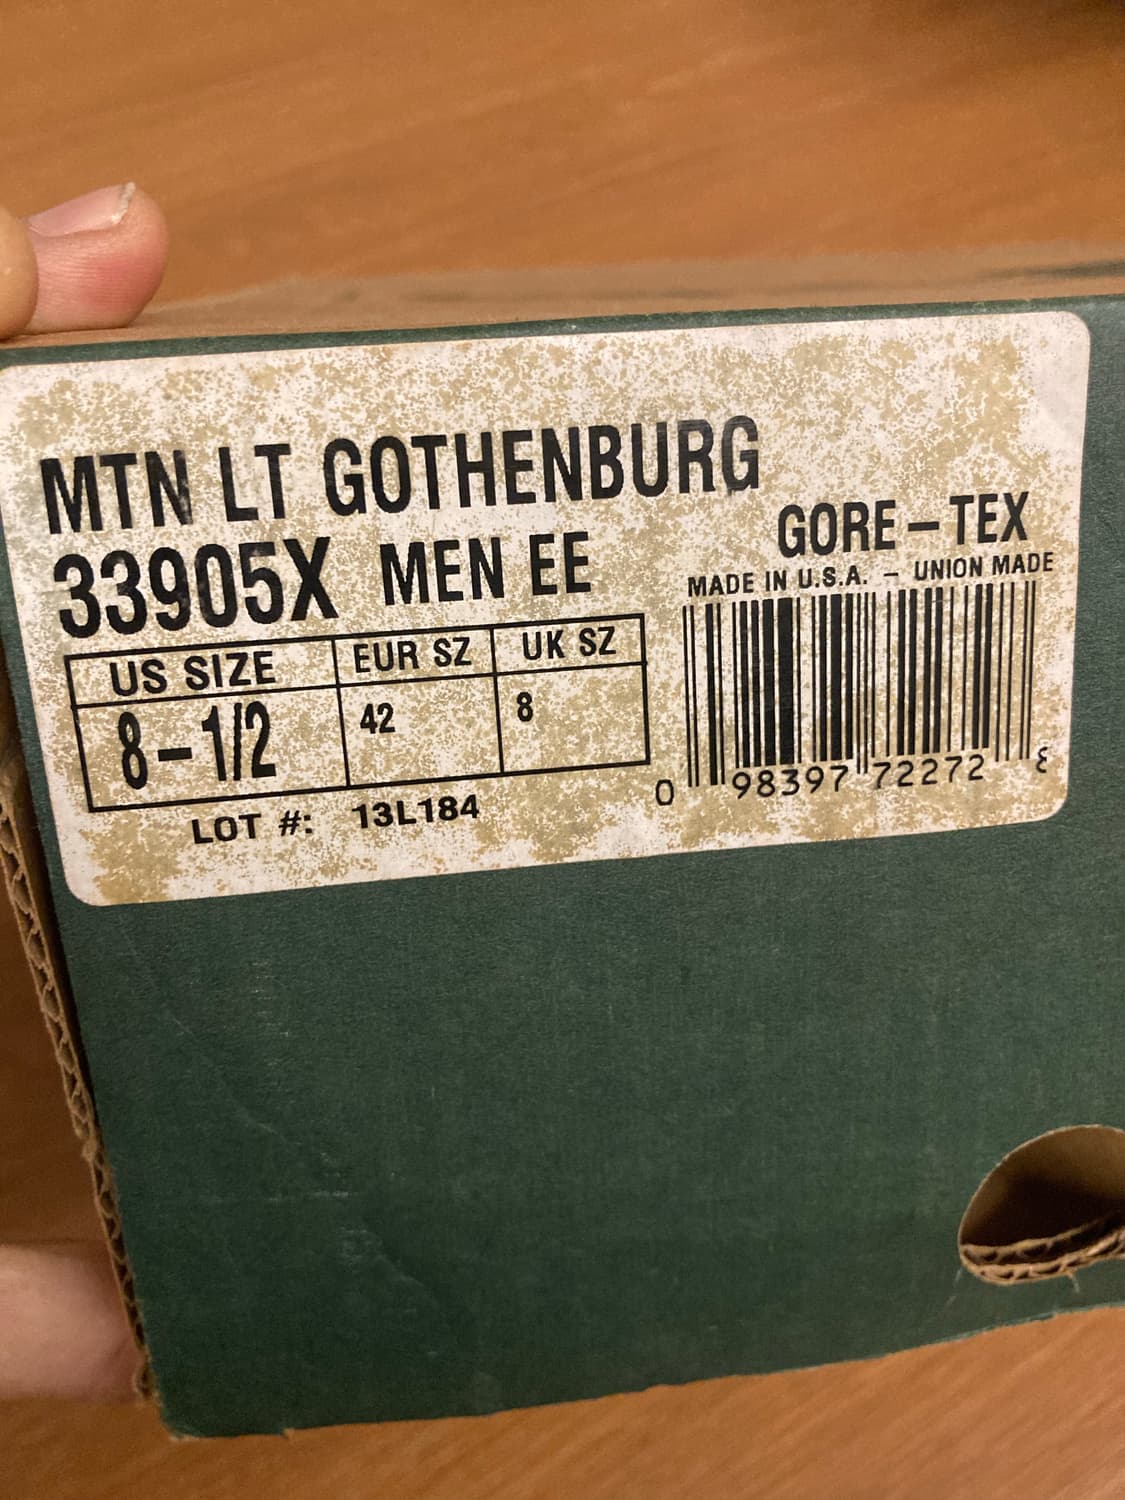 MTN LT GOTHENBURG
33905X MEN EE
GORE-TEX
MADE IN U.S.A. - UNION MADE
US SIZE EUR SZ UK SZ
8-1/2 42 8
LOT #: 13L184
0 98397 72272 3